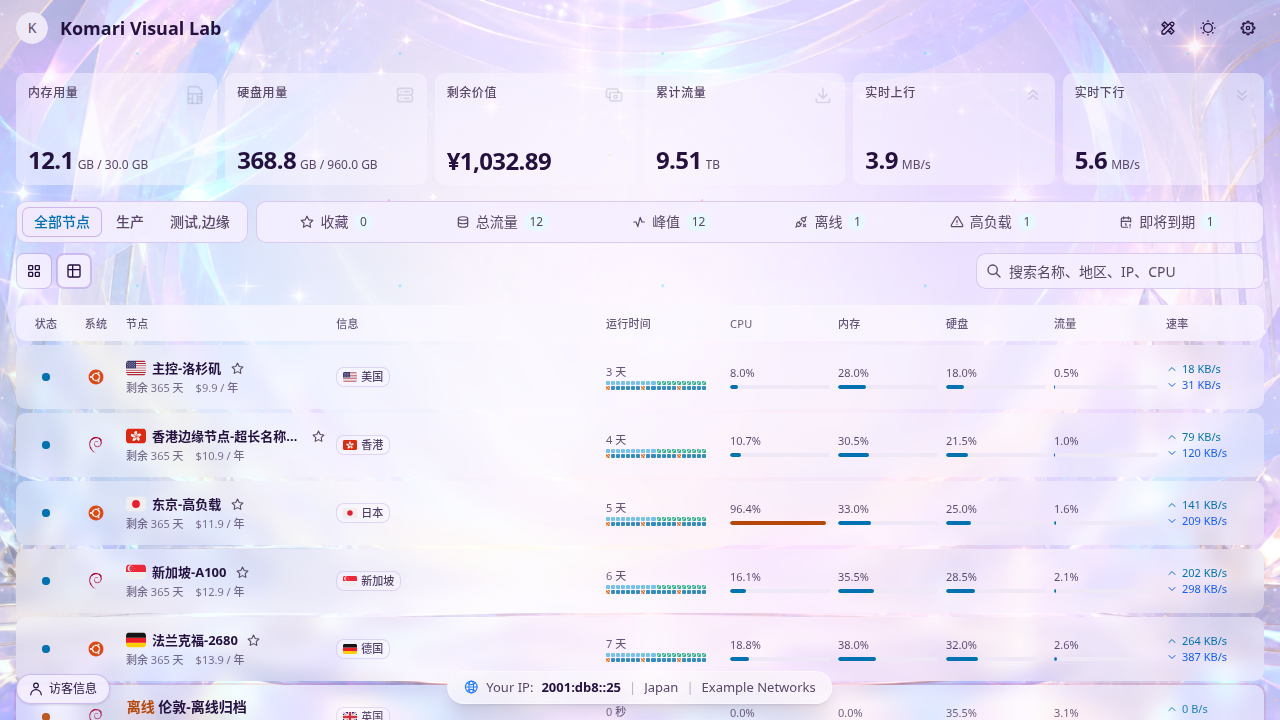 K Komari Visual Lab
内存用量 硬盘用量 剩余价值 累计流量 实时上行 实时下行
12.1 GB / 30.0 GB 368.8 GB / 960.0 GB ¥1,032.89 9.51 TB 3.9 MB/s 5.6 MB/s
全部节点 生产 测试,边缘 收藏 0 总流量 12 峰值 12 离线 1 高负载 1 即将到期 1
搜索名称、地区、IP、CPU
状态 系统 节点 信息 运行时间 CPU 内存 硬盘 流量 速率
主控-洛杉矶 美国 3 天 8.0% 28.0% 18.0% 0.5% 18 KB/s
剩余 365 天 $9.9 / 年 31 KB/s
香港边缘节点-超长名称... 香港 4 天 10.7% 30.5% 21.5% 1.0% 79 KB/s
剩余 365 天 $10.9 / 年 120 KB/s
东京-高负载 日本 5 天 96.4% 33.0% 25.0% 1.6% 141 KB/s
剩余 365 天 $11.9 / 年 209 KB/s
新加坡-A100 新加坡 6 天 16.1% 35.5% 28.5% 2.1% 202 KB/s
剩余 365 天 $12.9 / 年 298 KB/s
法兰克福-2680 德国 7 天 18.8% 38.0% 32.0% 2.6% 264 KB/s
剩余 365 天 $13.9 / 年 387 KB/s
访客信息 Your IP: 2001:db8::25 | Japan | Example Networks
离线 伦敦-离线归档 英国 0 秒 0.0% 0.0% 35.5% 3.1% 0 B/s